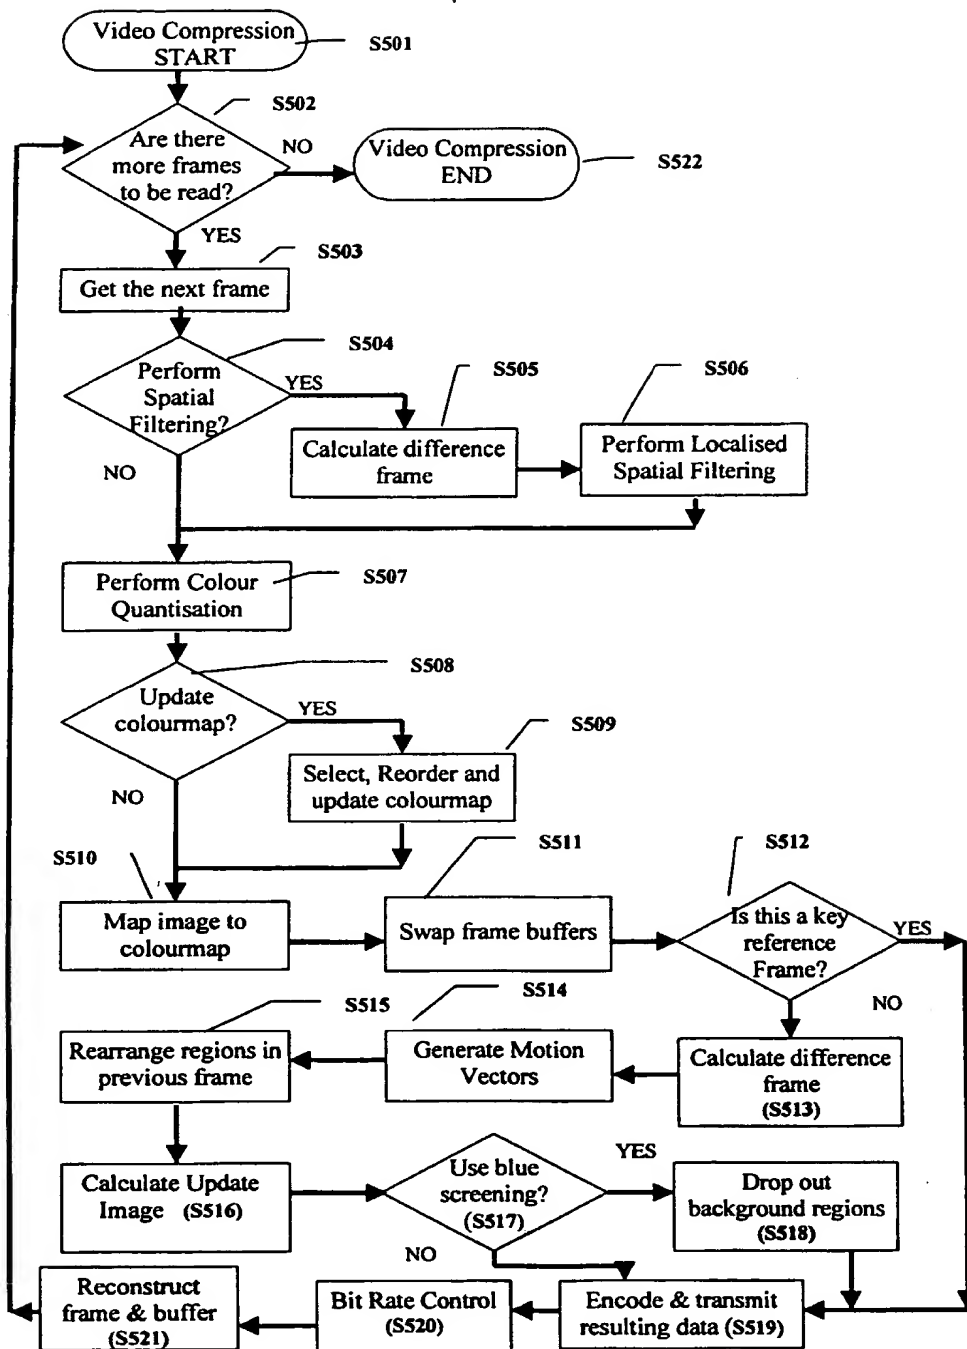 Video Compression
START
S501
S502
Are there
more frames
to be read?
NO
Video Compression
END
S522
YES
S503
Get the next frame
S504
Perform
Spatial
Filtering?
YES
S505
S506
Calculate difference
frame
Perform Localised
Spatial Filtering
NO
Perform Colour
Quantisation
S507
S508
Update
colourmap?
YES
S509
Select, Reorder and
update colourmap
NO
S510
S511
S512
Map image to
colourmap
Swap frame buffers
Is this a key
reference
Frame?
YES
NO
S515
S514
Rearrange regions in
previous frame
Generate Motion
Vectors
Calculate difference
frame
(S513)
Calculate Update
Image (S516)
Use blue
screening?
(S517)
YES
Drop out
background regions
(S518)
NO
Reconstruct
frame & buffer
(S521)
Bit Rate Control
(S520)
Encode & transmit
resulting data (S519)